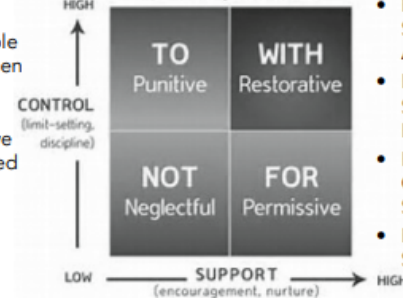 HIGH
TO
Punitive
WITH
Restorative
CONTROL
(limit-setting,
discipline)
NOT
Neglectful
FOR
Permissive
LOW
SUPPORT
HIGH
(encouragement, nurture)